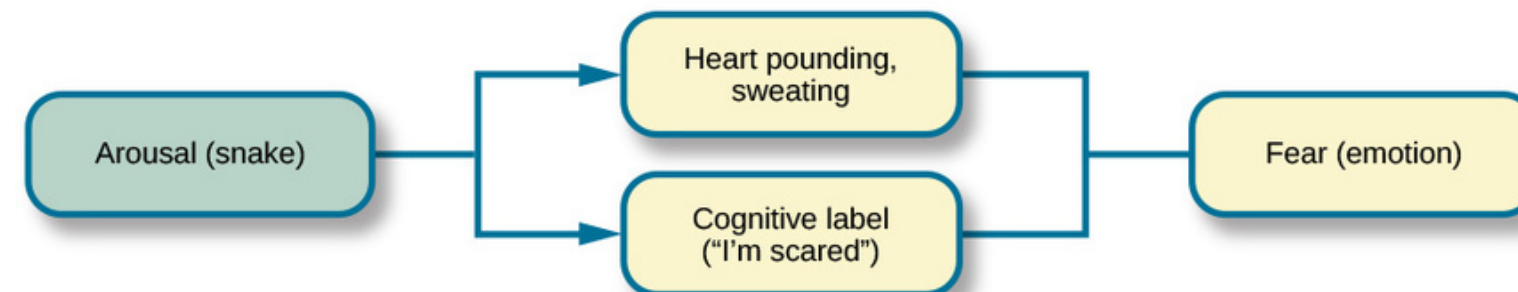 Arousal (snake)
Heart pounding,
sweating
Cognitive label
(“I’m scared”)
Fear (emotion)